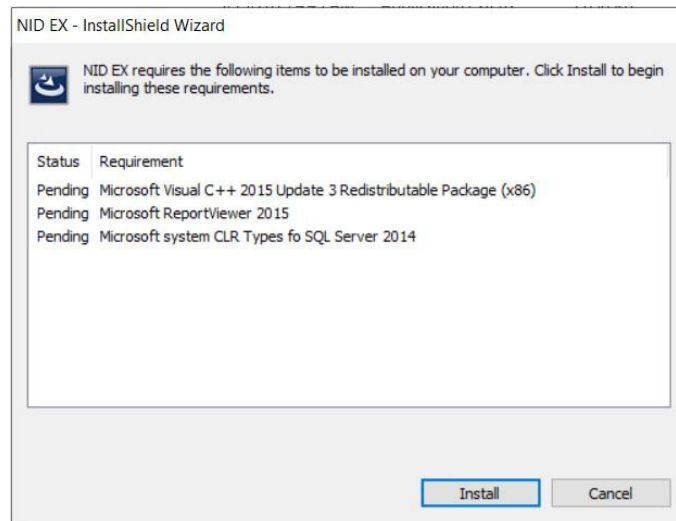 NID EX - InstallShield Wizard
NID EX requires the following items to be installed on your computer. Click Install to begin
installing these requirements.
Status Requirement
Pending Microsoft Visual C++ 2015 Update 3 Redistributable Package (x86)
Pending Microsoft ReportViewer 2015
Pending Microsoft system CLR Types fo SQL Server 2014
Install Cancel